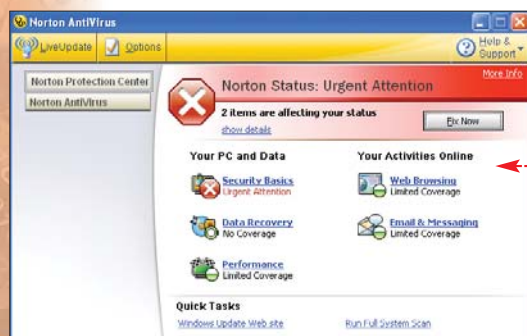 Norton AntiVirus
LiveUpdate Options Help & Support
Norton Protection Center
Norton AntiVirus
More Info
Norton Status: Urgent Attention
2 items are affecting your status
show details
Fix Now
Your PC and Data
Security Basics
Urgent Attention
Data Recovery
No Coverage
Performance
Limited Coverage
Your Activities Online
Web Browsing
Limited Coverage
Email & Messaging
Limited Coverage
Quick Tasks
Windows Update Web site Run Full System Scan